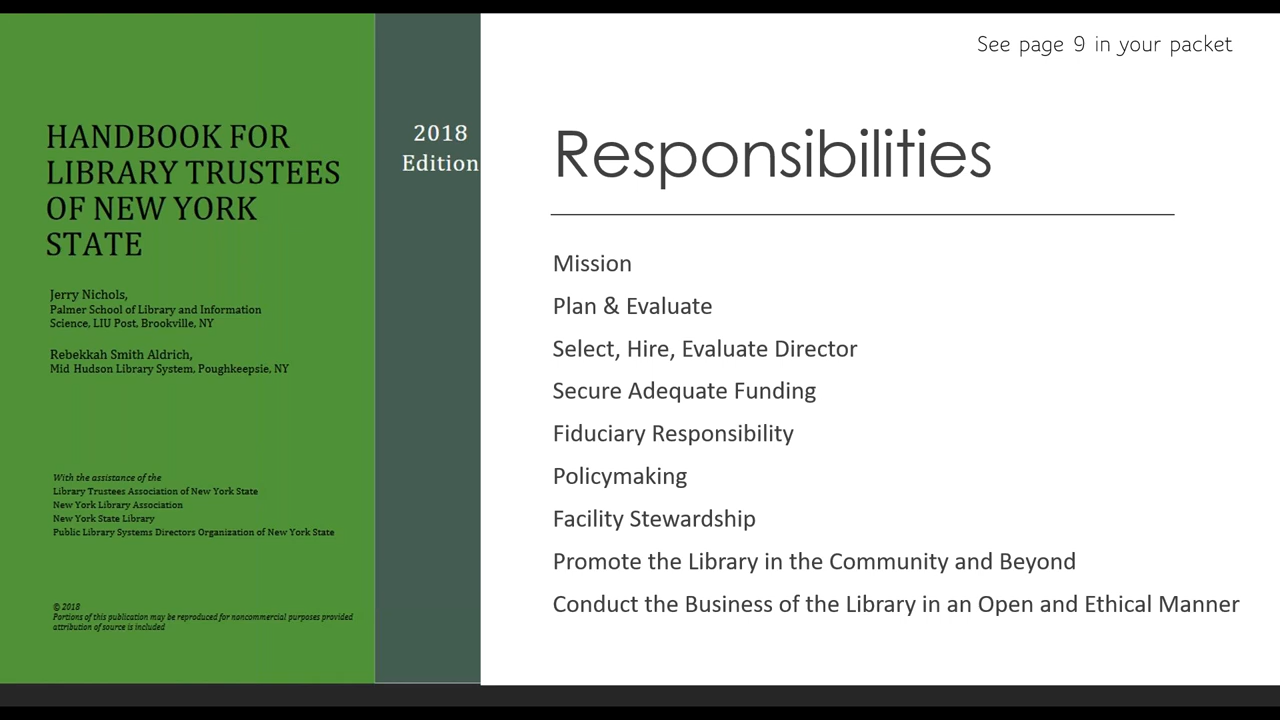 See page 9 in your packet
HANDBOOK FOR
LIBRARY TRUSTEES
OF NEW YORK
STATE
2018
Edition
Jerry Nichols,
Palmer School of Library and Information
Science, LIU Post, Brookville, NY
Rebekkah Smith Aldrich,
Mid Hudson Library System, Poughkeepsie, NY
With the assistance of the
Library Trustees Association of New York State
New York Library Association
New York State Library
Public Library Systems Directors Organization of New York State
© 2018
Portions of this publication may be reproduced for noncommercial purposes provided
attribution of source is included
Responsibilities
Mission
Plan & Evaluate
Select, Hire, Evaluate Director
Secure Adequate Funding
Fiduciary Responsibility
Policymaking
Facility Stewardship
Promote the Library in the Community and Beyond
Conduct the Business of the Library in an Open and Ethical Manner